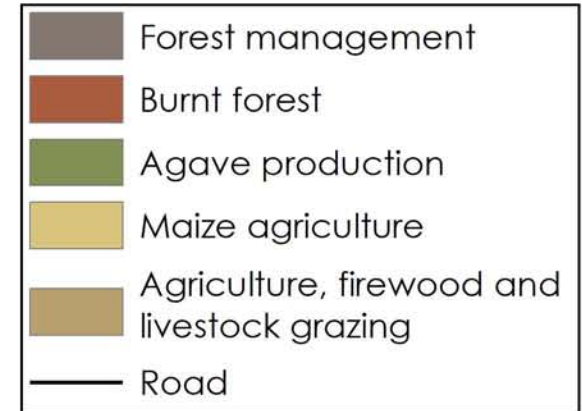 Forest management
Burnt forest
Agave production
Maize agriculture
Agriculture, firewood and
livestock grazing
Road